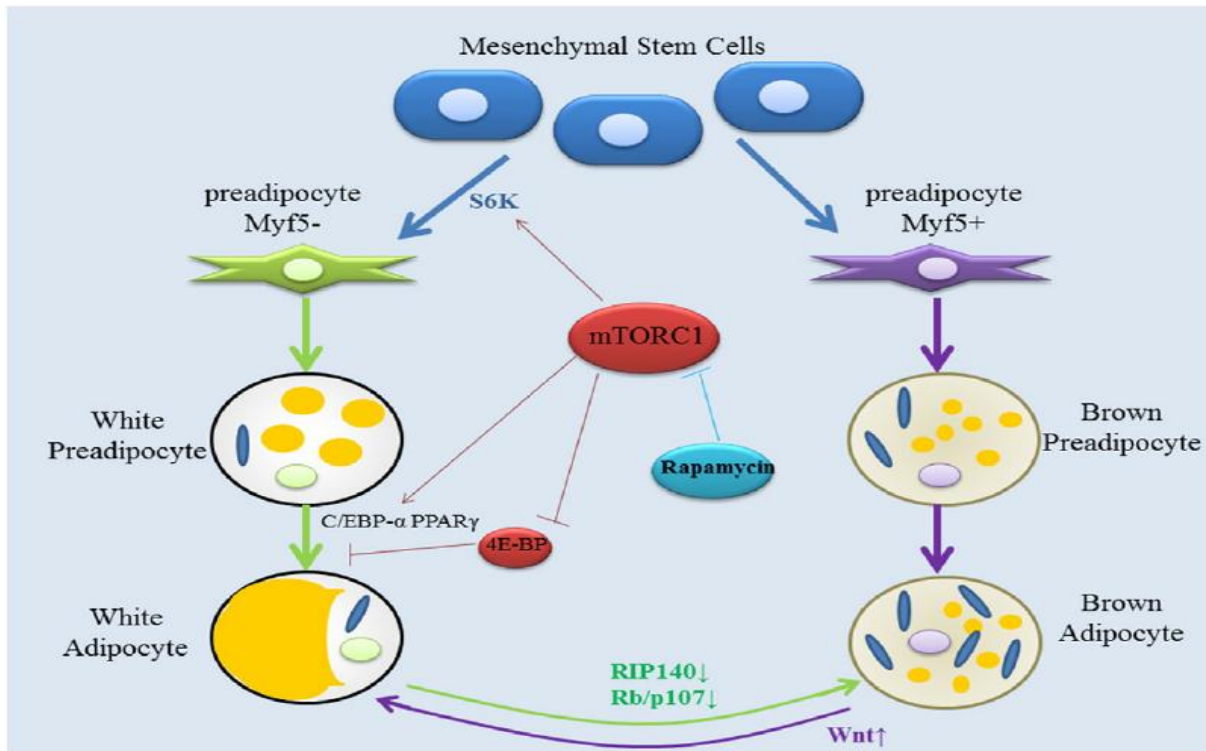 Mesenchymal Stem Cells
preadipocyte
Myf5-
S6K
preadipocyte
Myf5+
mTORC1
White
Preadipocyte
Rapamycin
Brown
Preadipocyte
C/EBP-α PPARγ
4E-BP
White
Adipocyte
Brown
Adipocyte
RIP140↓
Rb/p107↓
Wnt↑